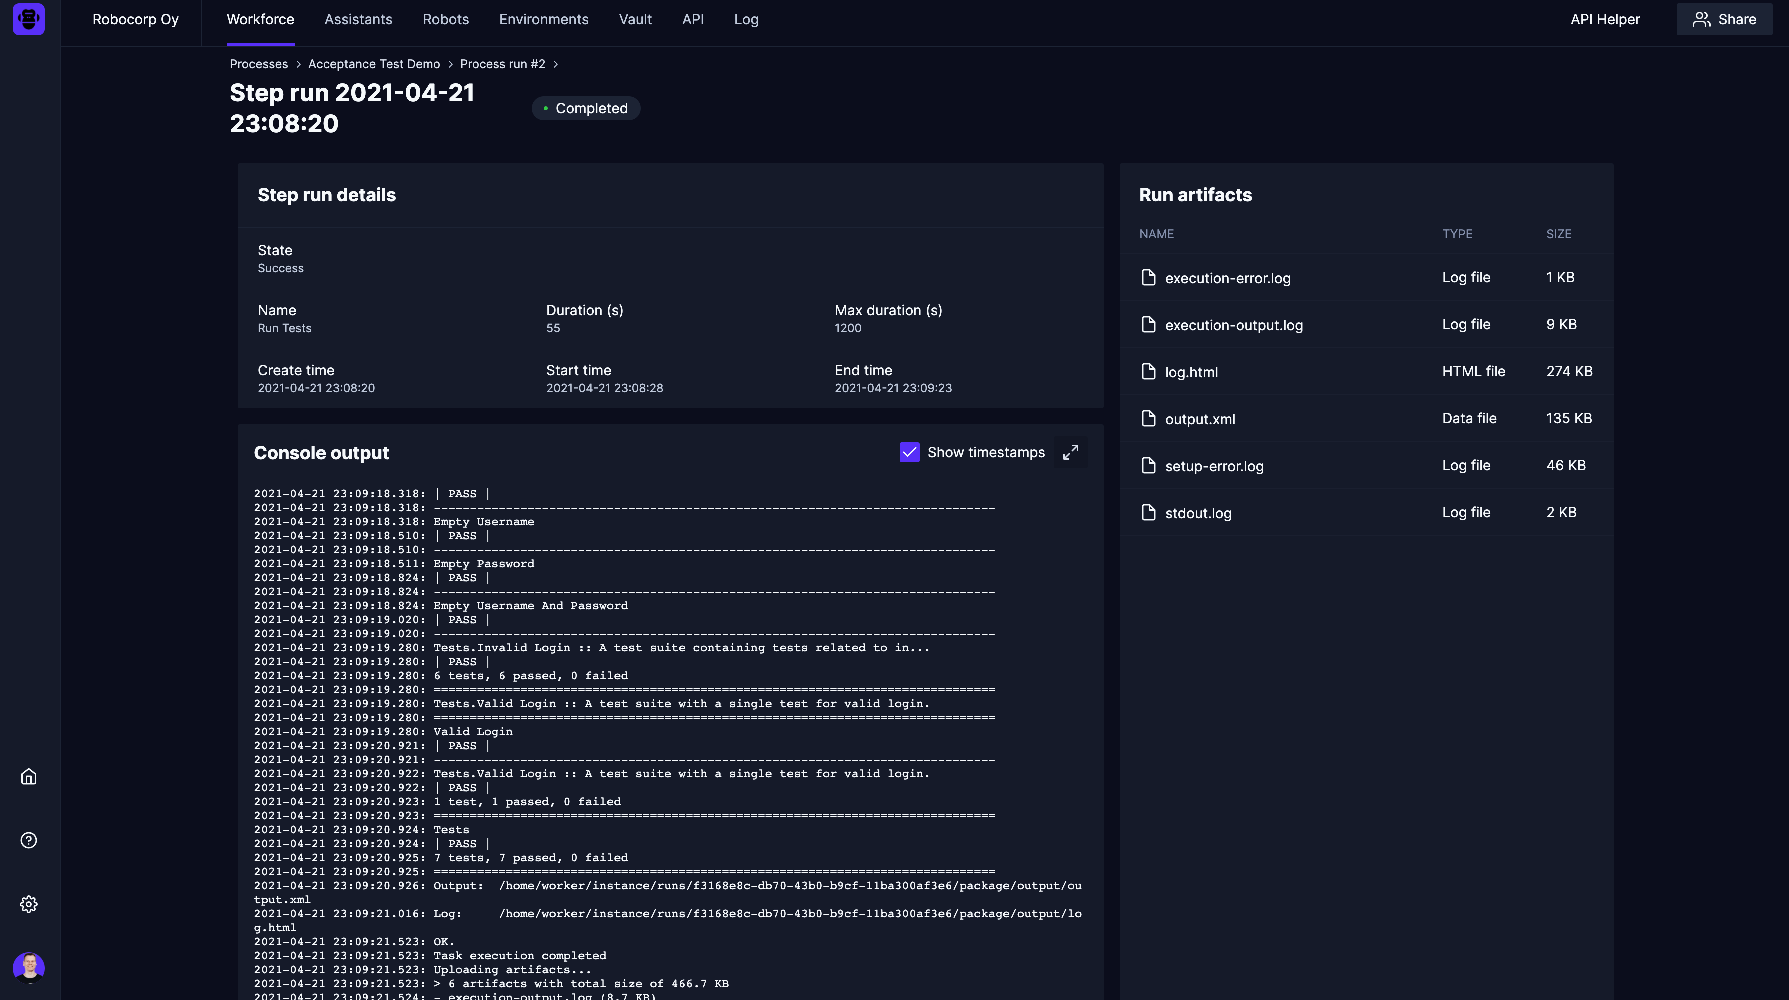 Robocorp Oy
Workforce
Assistants
Robots
Environments
Vault
API
Log
API Helper
Share
Processes > Acceptance Test Demo > Process run #2 >
Step run 2021-04-21
23:08:20
• Completed
Step run details
State
Success
Name
Run Tests
Duration (s)
55
Max duration (s)
1200
Create time
2021-04-21 23:08:20
Start time
2021-04-21 23:08:28
End time
2021-04-21 23:09:23
Console output
Show timestamps
2021-04-21 23:09:18.318: | PASS |
2021-04-21 23:09:18.318: ------------------------------------------------------------------------------
2021-04-21 23:09:18.318: Empty Username
2021-04-21 23:09:18.510: | PASS |
2021-04-21 23:09:18.510: ------------------------------------------------------------------------------
2021-04-21 23:09:18.511: Empty Password
2021-04-21 23:09:18.824: | PASS |
2021-04-21 23:09:18.824: ------------------------------------------------------------------------------
2021-04-21 23:09:18.824: Empty Username And Password
2021-04-21 23:09:19.020: | PASS |
2021-04-21 23:09:19.020: ------------------------------------------------------------------------------
2021-04-21 23:09:19.280: Tests.Invalid Login :: A test suite containing tests related to in...
2021-04-21 23:09:19.280: | PASS |
2021-04-21 23:09:19.280: 6 tests, 6 passed, 0 failed
2021-04-21 23:09:19.280: ==============================================================================
2021-04-21 23:09:19.280: Tests.Valid Login :: A test suite with a single test for valid login.
2021-04-21 23:09:19.280: ==============================================================================
2021-04-21 23:09:19.280: Valid Login
2021-04-21 23:09:20.921: | PASS |
2021-04-21 23:09:20.921: ------------------------------------------------------------------------------
2021-04-21 23:09:20.922: Tests.Valid Login :: A test suite with a single test for valid login.
2021-04-21 23:09:20.922: | PASS |
2021-04-21 23:09:20.923: 1 test, 1 passed, 0 failed
2021-04-21 23:09:20.923: ==============================================================================
2021-04-21 23:09:20.924: Tests
2021-04-21 23:09:20.924: | PASS |
2021-04-21 23:09:20.925: 7 tests, 7 passed, 0 failed
2021-04-21 23:09:20.925: ==============================================================================
2021-04-21 23:09:20.926: Output:  /home/worker/instance/runs/f3168e8c-db70-43b0-b9cf-11ba300af3e6/package/output/ou
tput.xml
2021-04-21 23:09:21.016: Log:     /home/worker/instance/runs/f3168e8c-db70-43b0-b9cf-11ba300af3e6/package/output/lo
g.html
2021-04-21 23:09:21.523: OK.
2021-04-21 23:09:21.523: Task execution completed
2021-04-21 23:09:21.523: Uploading artifacts...
2021-04-21 23:09:21.523: > 6 artifacts with total size of 466.7 KB
2021-04-21 23:09:21.524: - execution-output.log (8.7 KB)
Run artifacts
NAME TYPE SIZE
execution-error.log Log file 1 KB
execution-output.log Log file 9 KB
log.html HTML file 274 KB
output.xml Data file 135 KB
setup-error.log Log file 46 KB
stdout.log Log file 2 KB